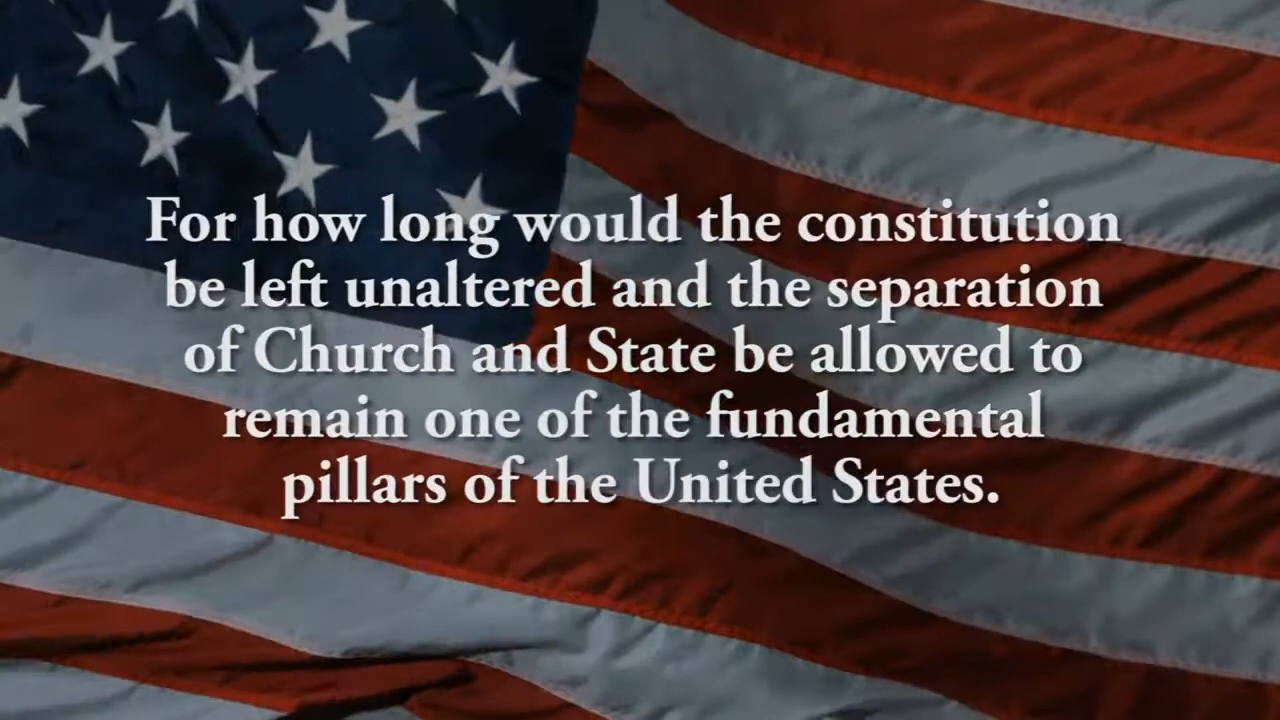 For how long would the constitution
be left unaltered and the separation
of Church and State be allowed to
remain one of the fundamental
pillars of the United States.